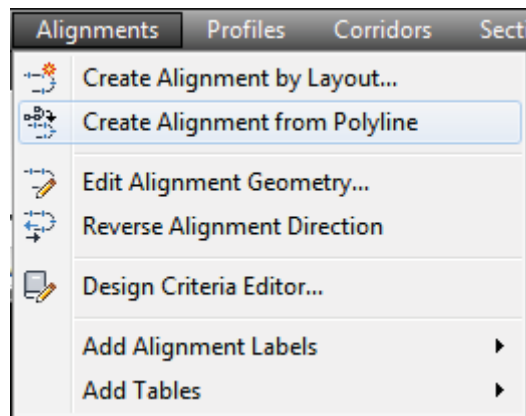 Alignments Profiles Corridors Sect
Create Alignment by Layout...
Create Alignment from Polyline
Edit Alignment Geometry...
Reverse Alignment Direction
Design Criteria Editor...
Add Alignment Labels
Add Tables